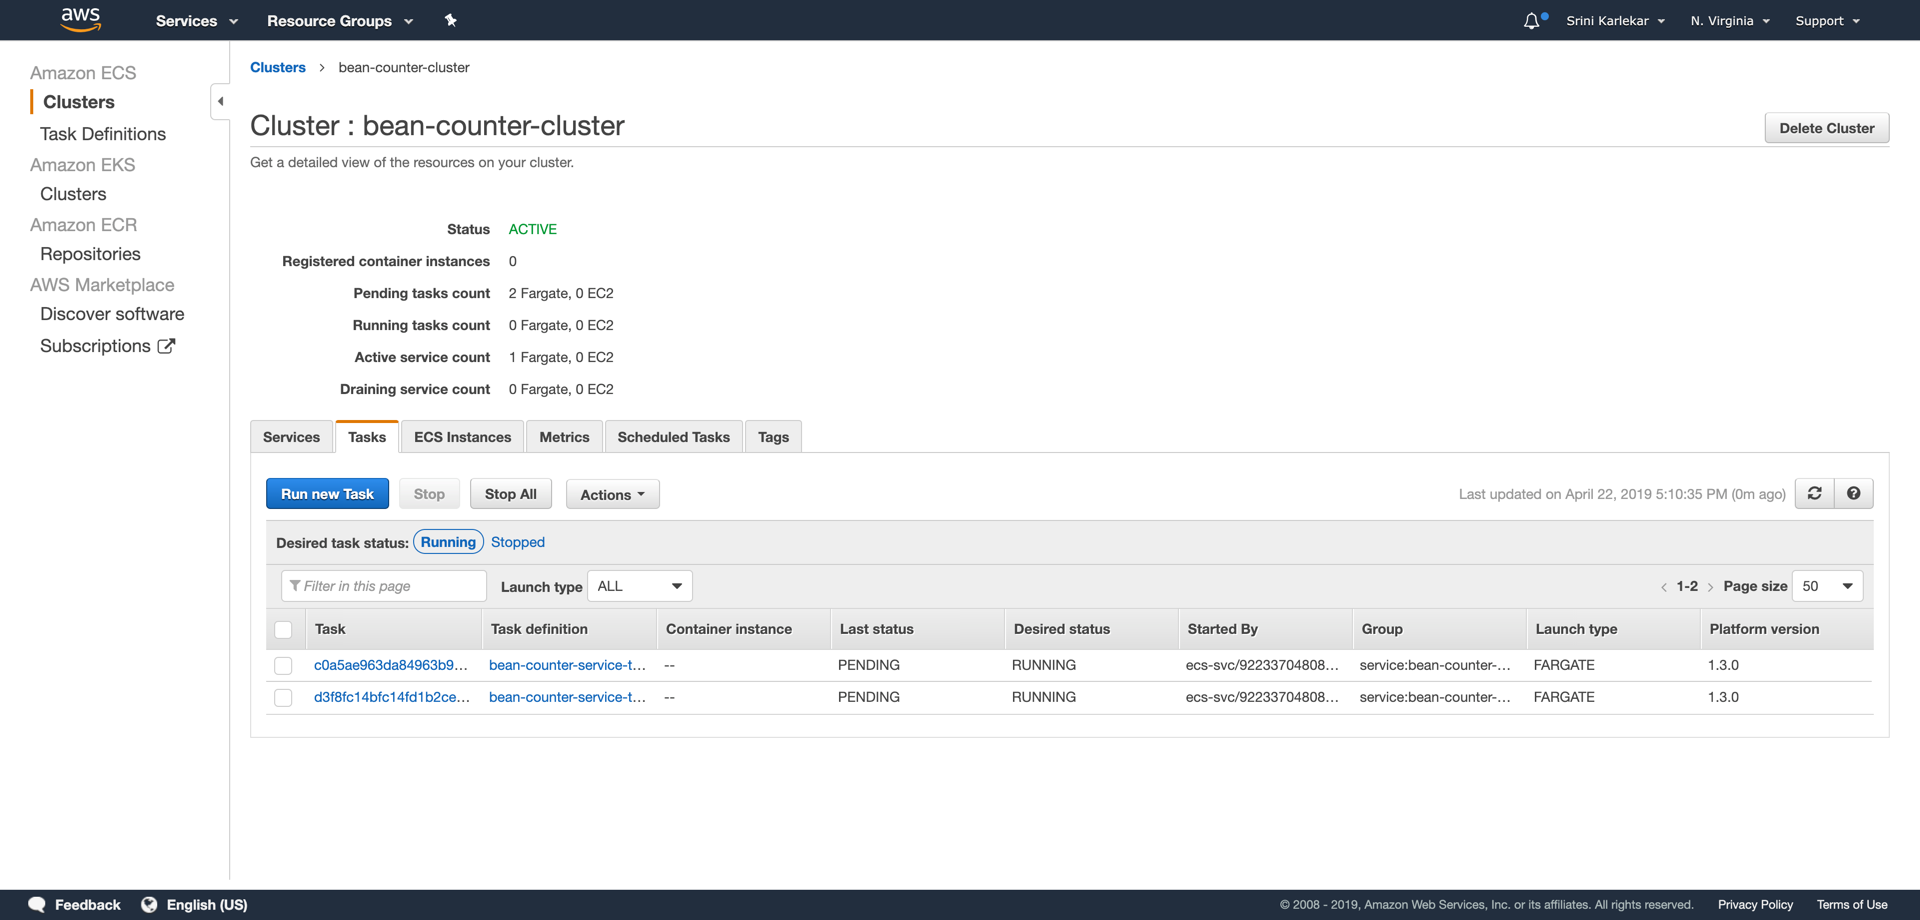 aws Services Resource Groups Srini Karlekar N. Virginia Support
Amazon ECS
Clusters
Task Definitions
Amazon EKS
Clusters
Amazon ECR
Repositories
AWS Marketplace
Discover software
Subscriptions
Clusters > bean-counter-cluster
Cluster : bean-counter-cluster
Delete Cluster
Get a detailed view of the resources on your cluster.
Status ACTIVE
Registered container instances 0
Pending tasks count 2 Fargate, 0 EC2
Running tasks count 0 Fargate, 0 EC2
Active service count 1 Fargate, 0 EC2
Draining service count 0 Fargate, 0 EC2
Services Tasks ECS Instances Metrics Scheduled Tasks Tags
Run new Task Stop Stop All Actions Last updated on April 22, 2019 5:10:35 PM (0m ago)
Desired task status: Running Stopped
Filter in this page Launch type ALL < 1-2 > Page size 50
Task Task definition Container instance Last status Desired status Started By Group Launch type Platform version
c0a5ae963da84963b9... bean-counter-service-t... -- PENDING RUNNING ecs-svc/92233704808... service:bean-counter-... FARGATE 1.3.0
d3f8fc14bfc14fd1b2ce... bean-counter-service-t... -- PENDING RUNNING ecs-svc/92233704808... service:bean-counter-... FARGATE 1.3.0
Feedback English (US) © 2008 - 2019, Amazon Web Services, Inc. or its affiliates. All rights reserved. Privacy Policy Terms of Use